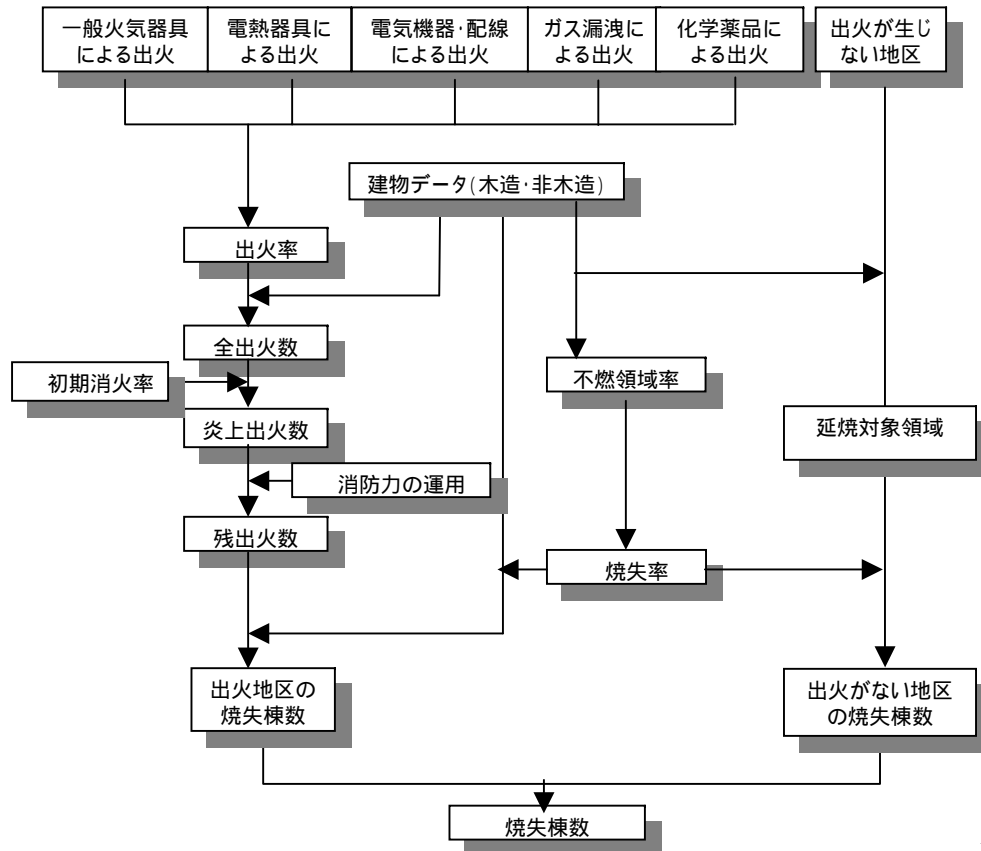 一般火気器具
による出火
電熱器具に
よる出火
電気機器・配線
による出火
ガス漏洩に
よる出火
化学薬品に
よる出火
出火が生じ
ない地区
建物データ(木造・非木造)
出火率
全出火数
初期消火率
不燃領域率
炎上出火数
延焼対象領域
消防力の運用
残出火数
焼失率
出火地区の
焼失棟数
出火がない地区
の焼失棟数
焼失棟数